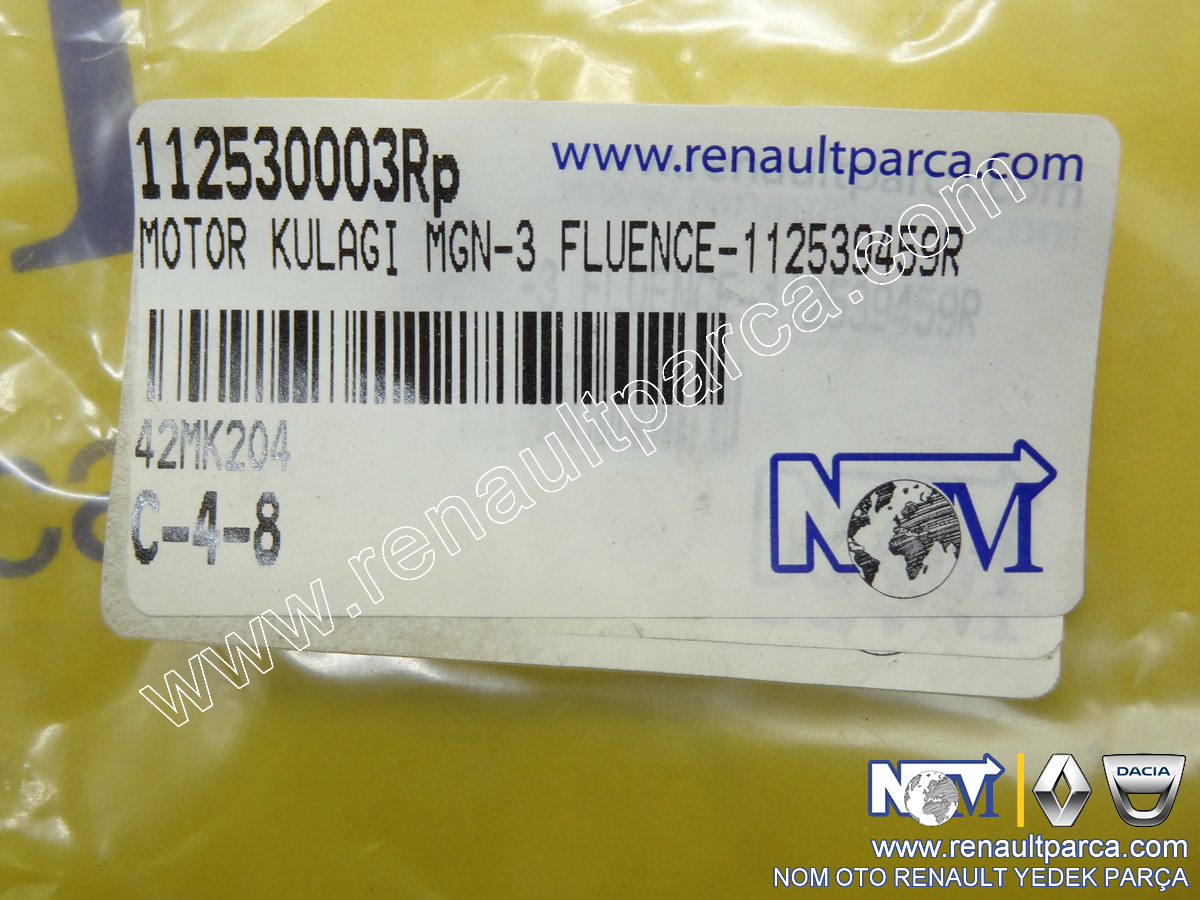 112530003Rp
www.renaultparca.com
MOTOR KULAGI MGN-3 FLUENCE-112539459R
42MK204
C-4-8
NOM
www.renaultparca.com
NOM
DACIA
www.renaultparca.com
NOM OTO RENAULT YEDEK PARÇA